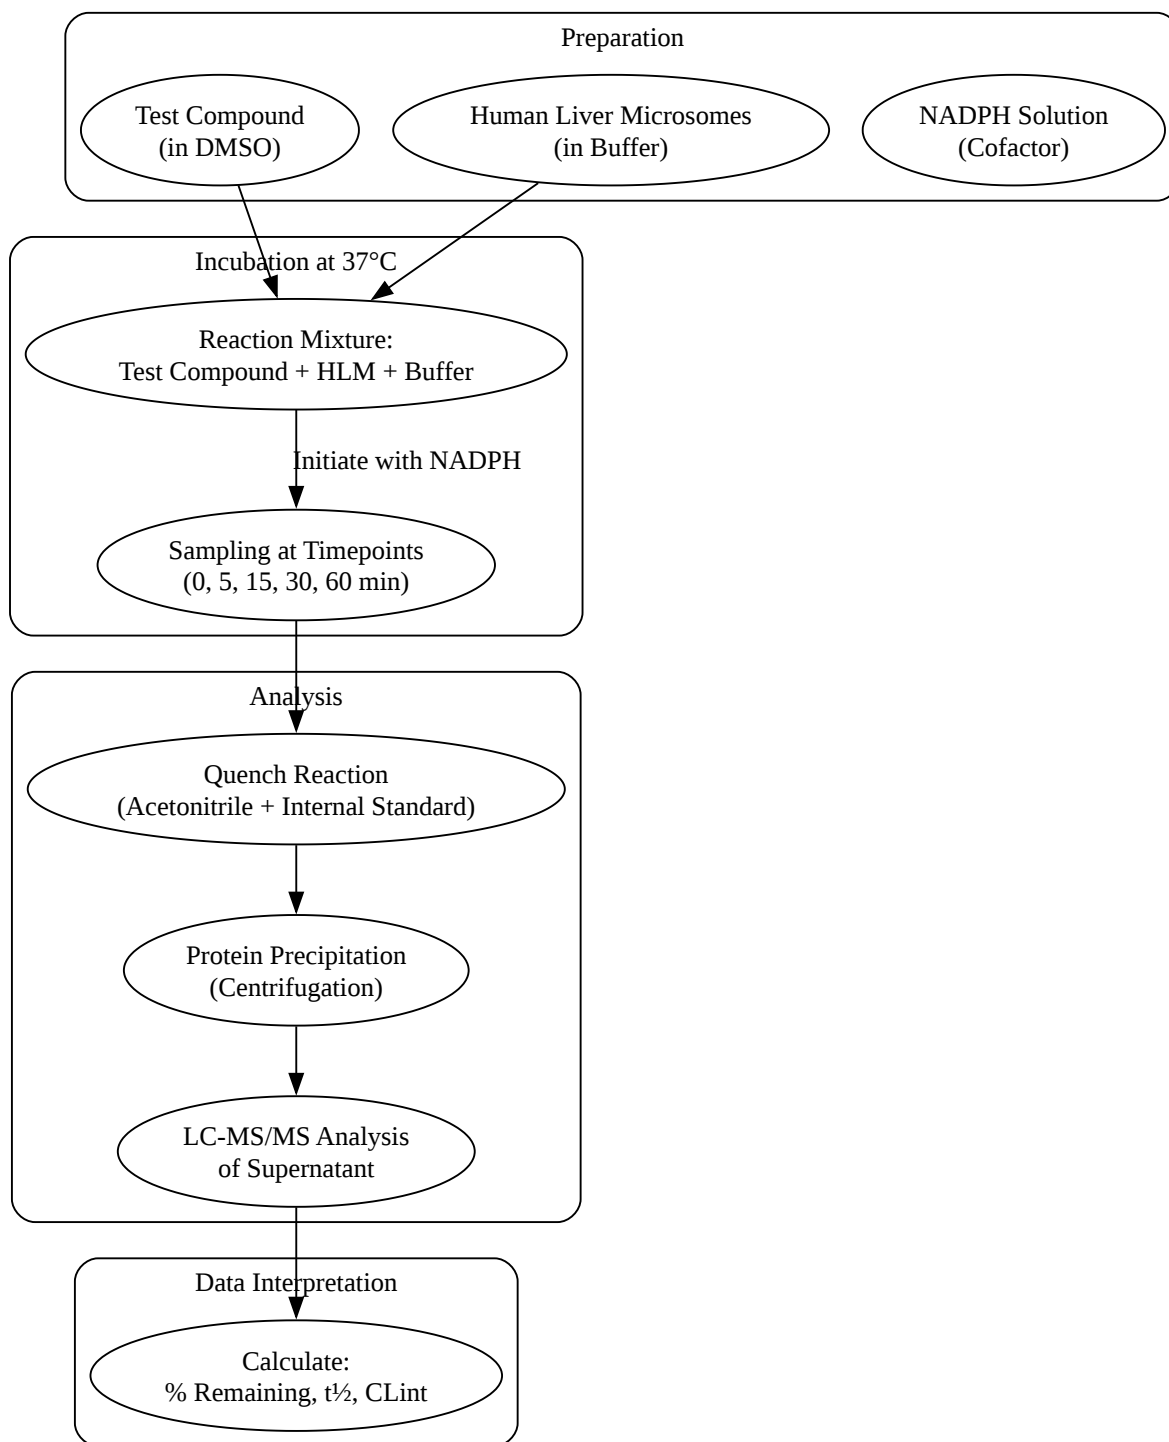 Preparation
Test Compound
(in DMSO)
Human Liver Microsomes
(in Buffer)
NADPH Solution
(Cofactor)
Incubation at 37°C
Reaction Mixture:
Test Compound + HLM + Buffer
Initiate with NADPH
Sampling at Timepoints
(0, 5, 15, 30, 60 min)
Analysis
Quench Reaction
(Acetonitrile + Internal Standard)
Protein Precipitation
(Centrifugation)
LC-MS/MS Analysis
of Supernatant
Data Interpretation
Calculate:
% Remaining, t½, CLint